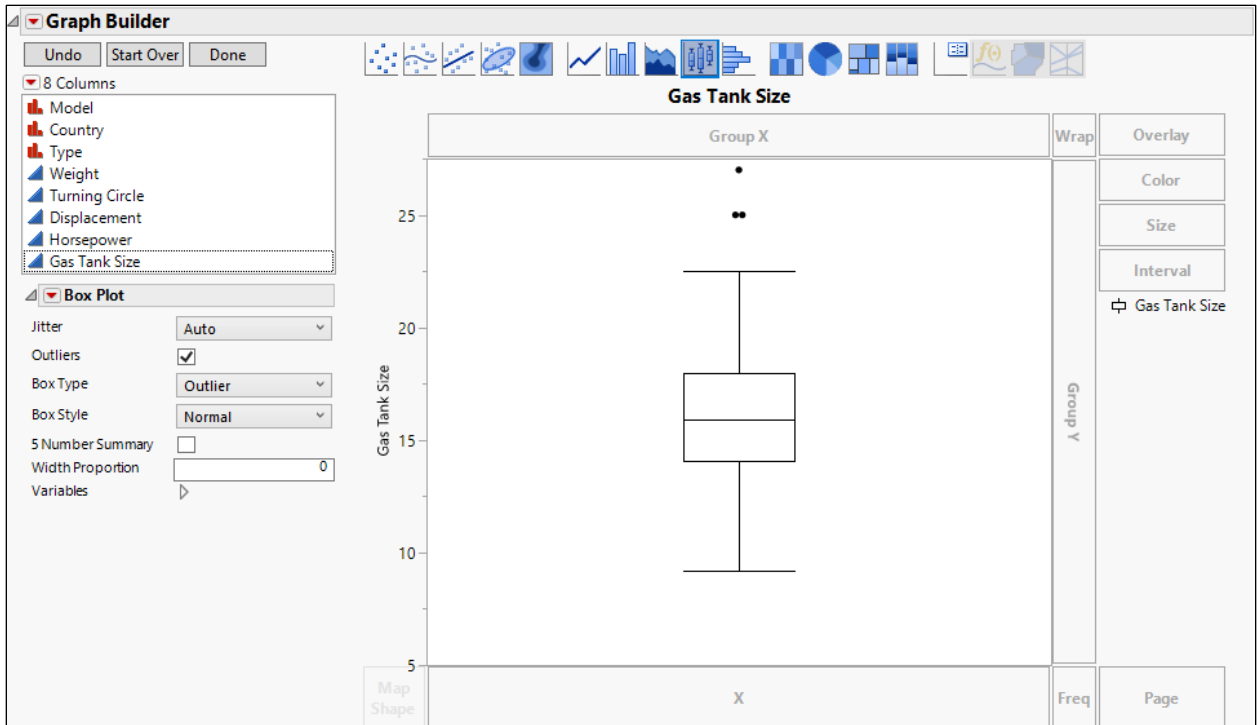 Graph Builder
Undo Start Over Done
8 Columns
Model
Country
Type
Weight
Turning Circle
Displacement
Horsepower
Gas Tank Size
Box Plot
Jitter Auto
Outliers
Box Type Outlier
Box Style Normal
5 Number Summary
Width Proportion 0
Variables
f(θ)
Gas Tank Size
Group X
Wrap
Overlay
Color
Size
Interval
Gas Tank Size
25
20
15
10
5
Gas Tank Size
Group Y
Map
Shape
X
Freq
Page